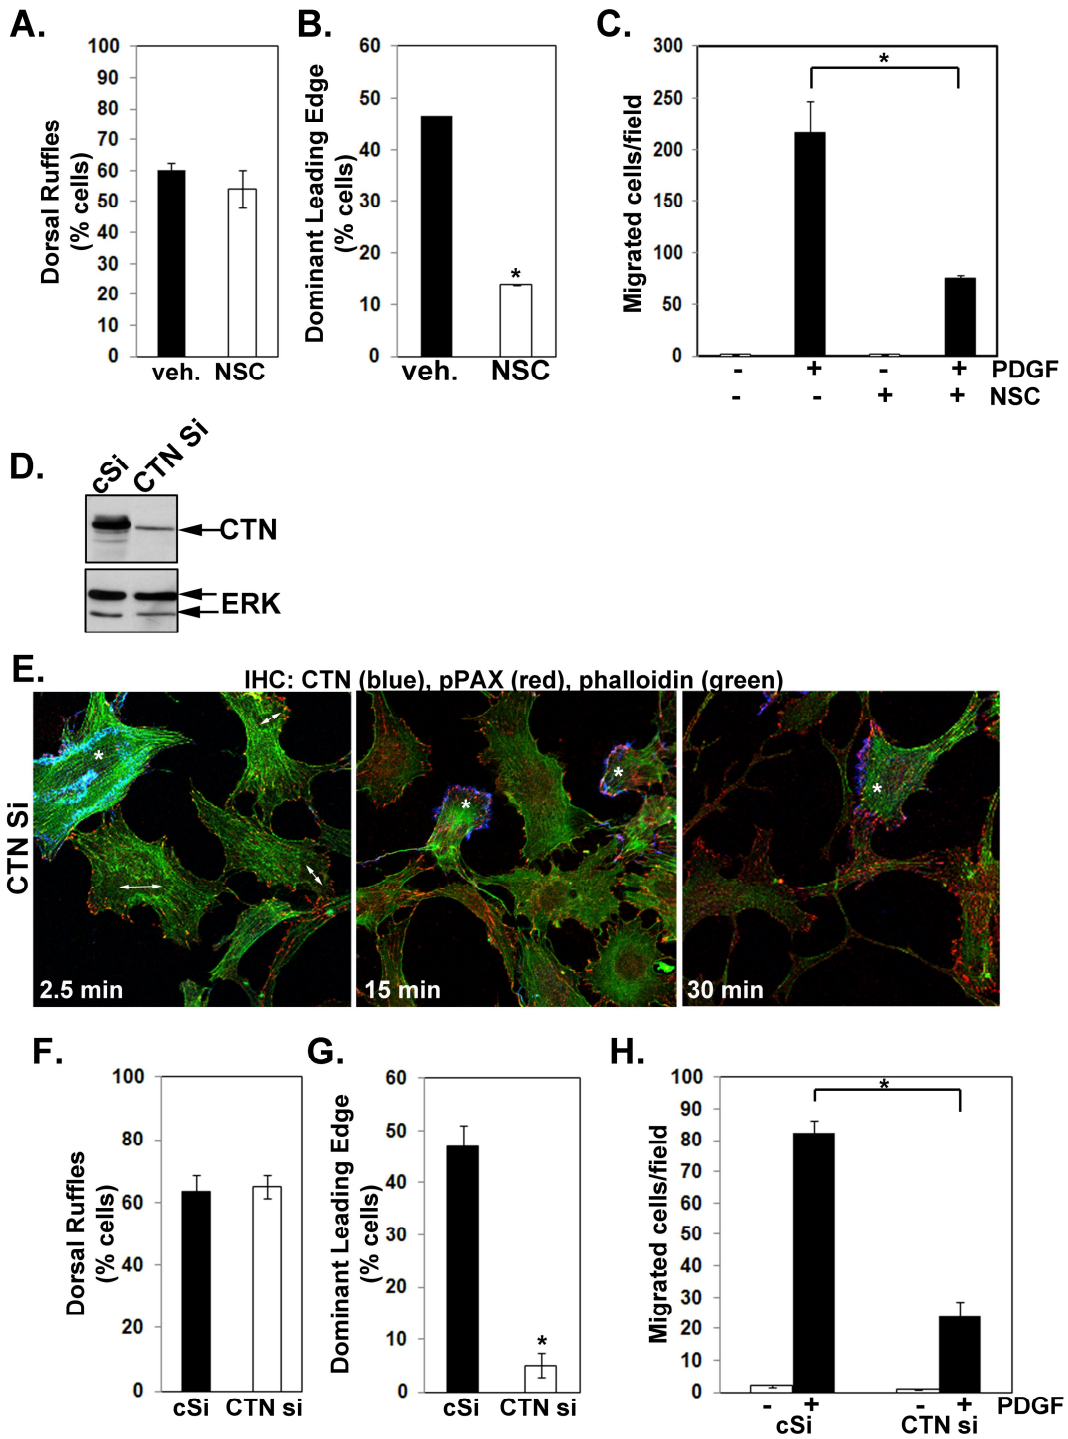 A.
B.
C.
Dorsal Ruffles
(% cells)
100
90
80
70
60
50
40
30
20
10
0
veh. NSC
Dominant Leading Edge
(% cells)
60
50
40
30
20
10
0
*
veh. NSC
Migrated cells/field
300
250
200
150
100
50
0
*
- + - + PDGF
- - + + NSC
D.
cSi CTN Si
CTN
ERK
E.
IHC: CTN (blue), pPAX (red), phalloidin (green)
CTN Si
*
* *
*
2.5 min
15 min
30 min
F.
G.
H.
Dorsal Ruffles
(% cells)
100
80
60
40
20
0
cSi CTN si
Dominant Leading Edge
(% cells)
60
50
40
30
20
10
0
*
cSi CTN si
Migrated cells/field
100
90
80
70
60
50
40
30
20
10
0
*
- + - + PDGF
cSi CTN si